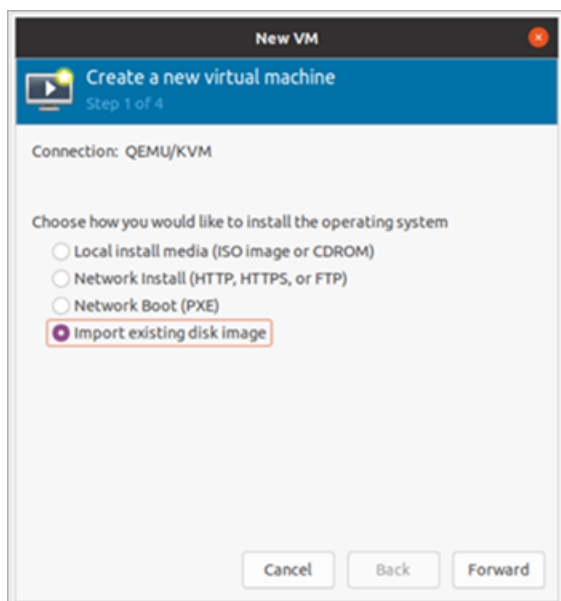 New VM
Create a new virtual machine
Step 1 of 4
Connection: QEMU/KVM
Choose how you would like to install the operating system
Local install media (ISO image or CDROM)
Network Install (HTTP, HTTPS, or FTP)
Network Boot (PXE)
Import existing disk image
Cancel Back Forward